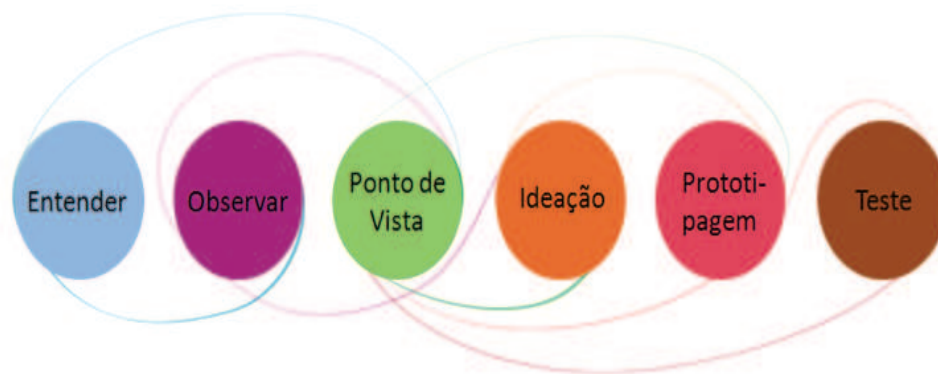 Entender
Observar
Ponto de
Vista
Ideação
Prototi-
pagem
Teste